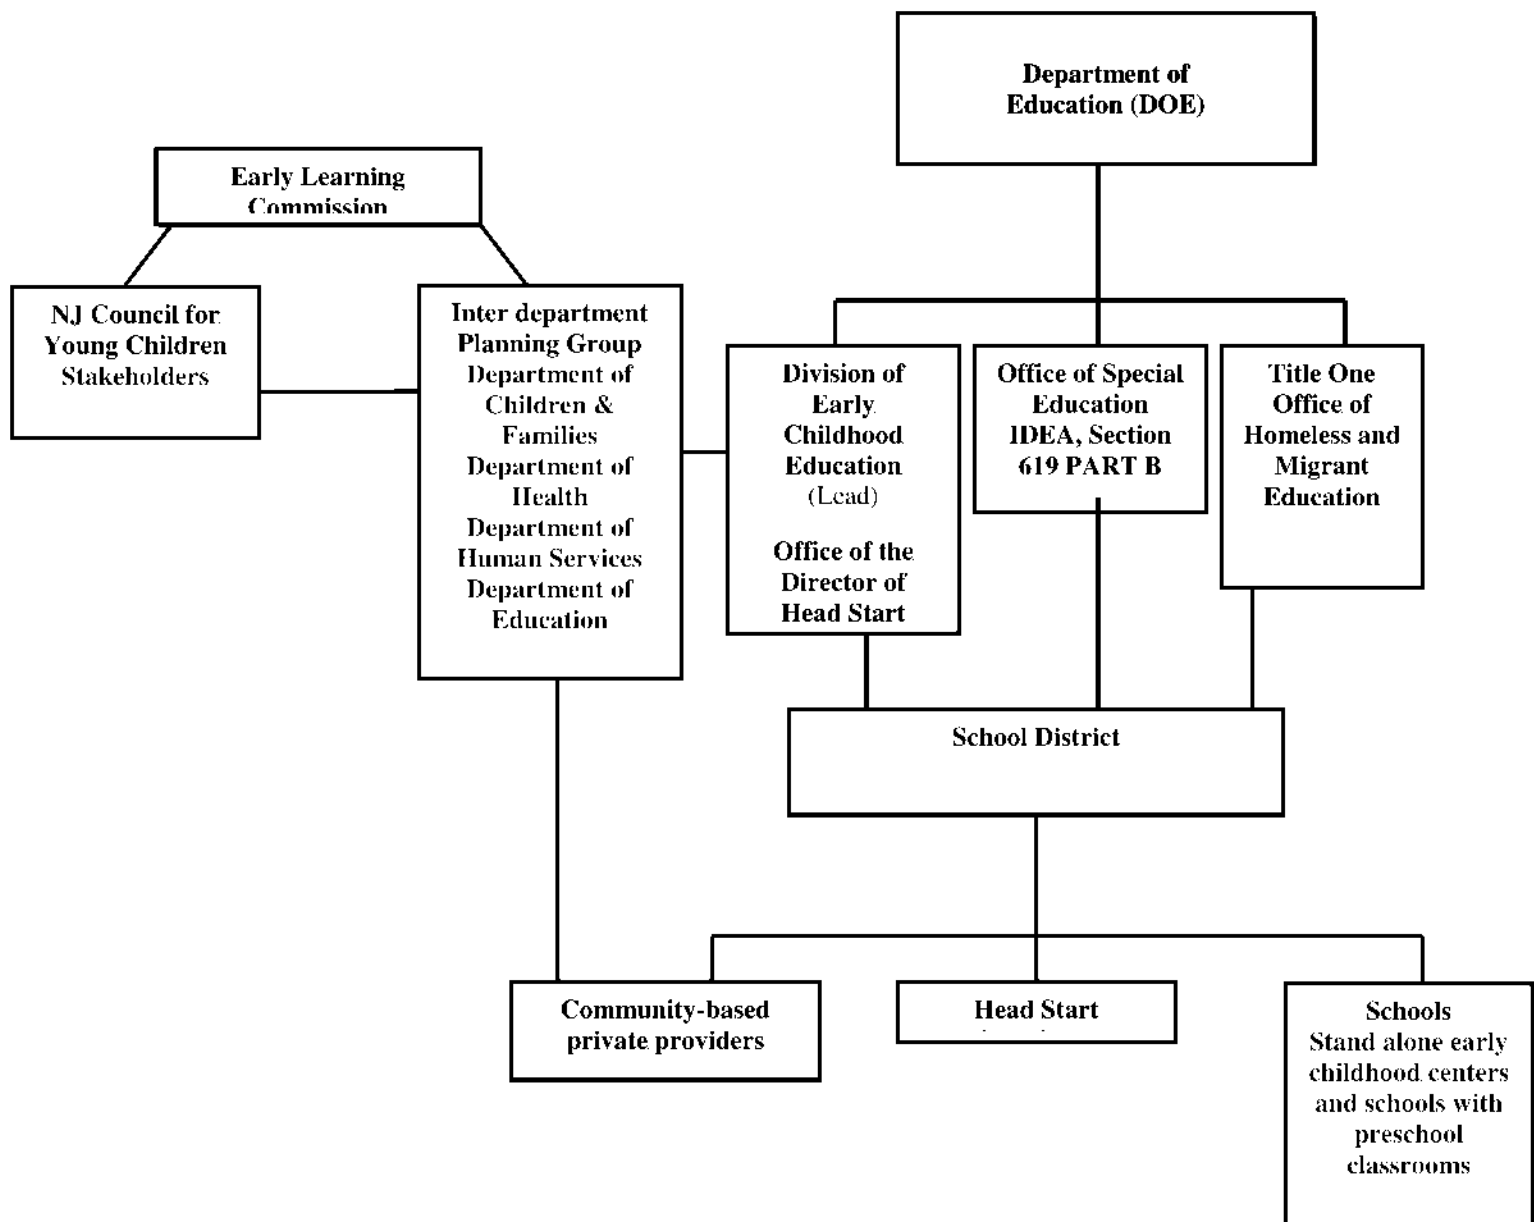 Department of
Education (DOE)
Early Learning
Commission
NJ Council for
Young Children
Stakeholders
Inter department
Planning Group
Department of
Children &
Families
Department of
Health
Department of
Human Services
Department of
Education
Division of
Early
Childhood
Education
(Lead)
Office of the
Director of
Head Start
Office of Special
Education
IDEA, Section
619 PART B
Title One
Office of
Homeless and
Migrant
Education
School District
Community-based
private providers
Head Start
Schools
Stand alone early
childhood centers
and schools with
preschool
classrooms